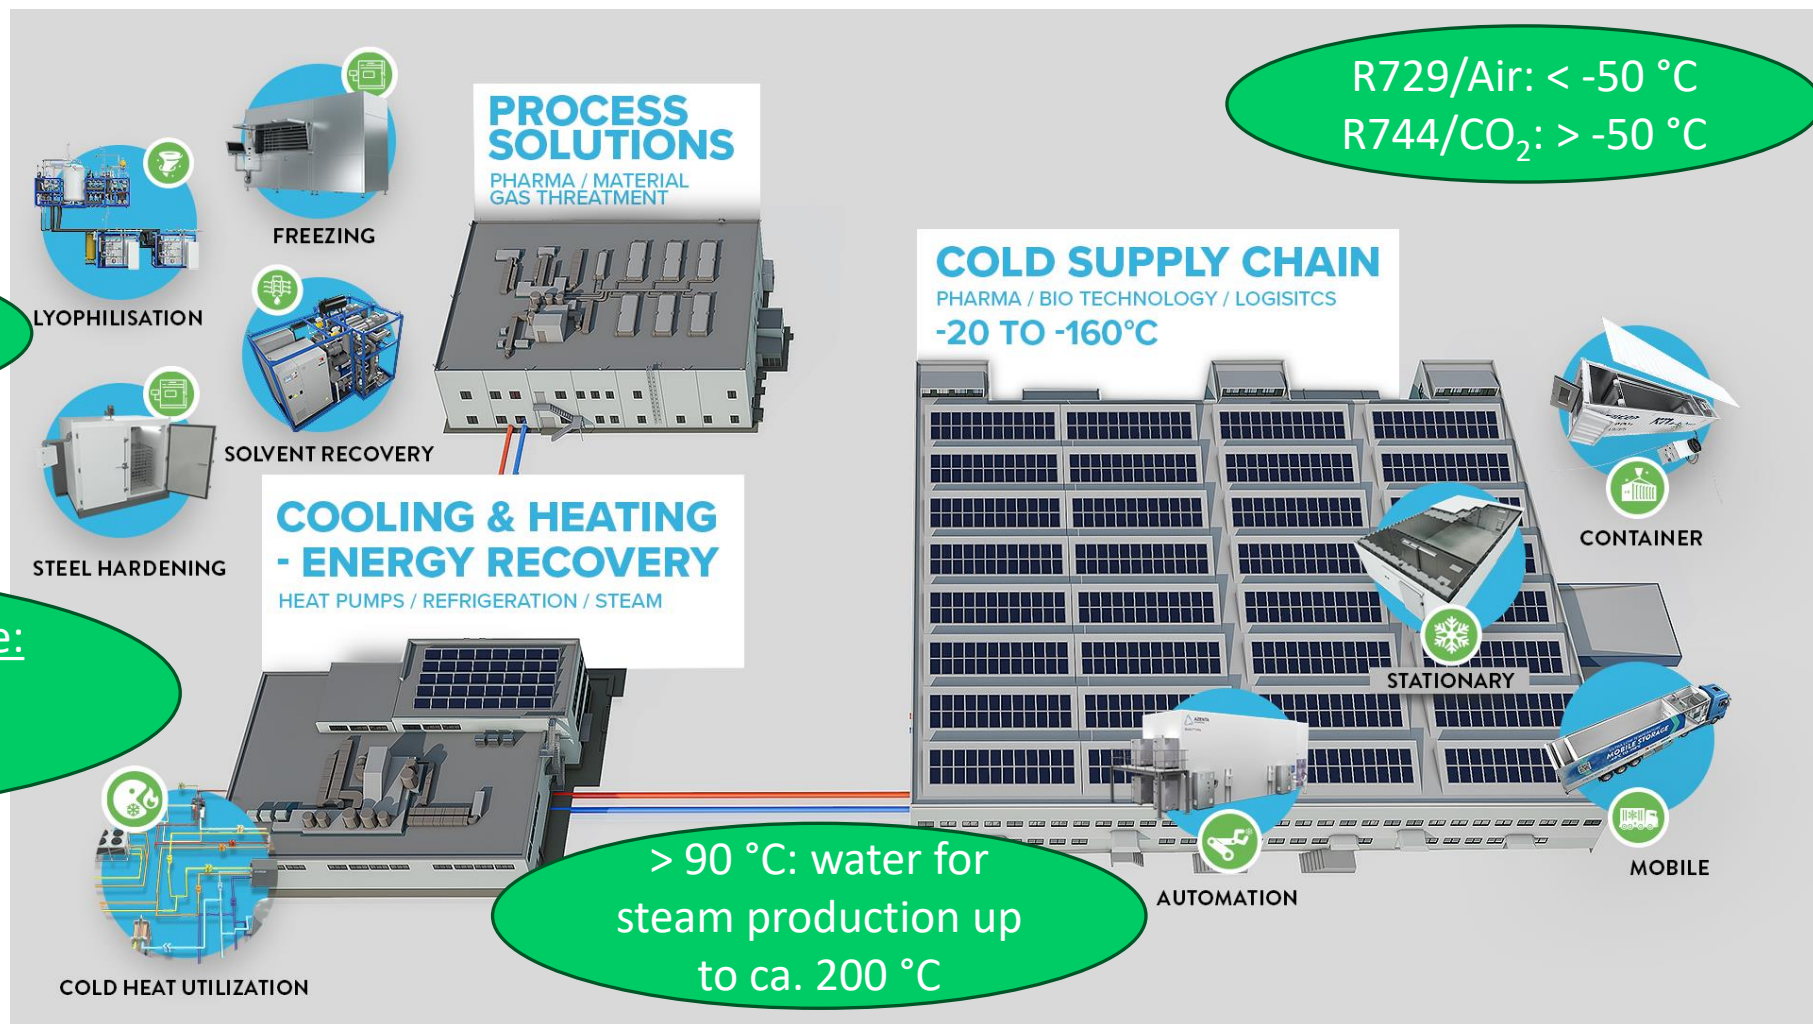 R729/Air: < -50 °C
R744/CO₂: > -50 °C
PROCESS
SOLUTIONS
PHARMA / MATERIAL
GAS THREATMENT
FREEZING
LYOPHILISATION
SOLVENT RECOVERY
STEEL HARDENING
COLD SUPPLY CHAIN
PHARMA / BIO TECHNOLOGY / LOGISITCS
-20 TO -160°C
CONTAINER
STATIONARY
MOBILE STORAGE
MOBILE
AUTOMATION
COOLING & HEATING
- ENERGY RECOVERY
HEAT PUMPS / REFRIGERATION / STEAM
e:
> 90 °C: water for
steam production up
to ca. 200 °C
COLD HEAT UTILIZATION